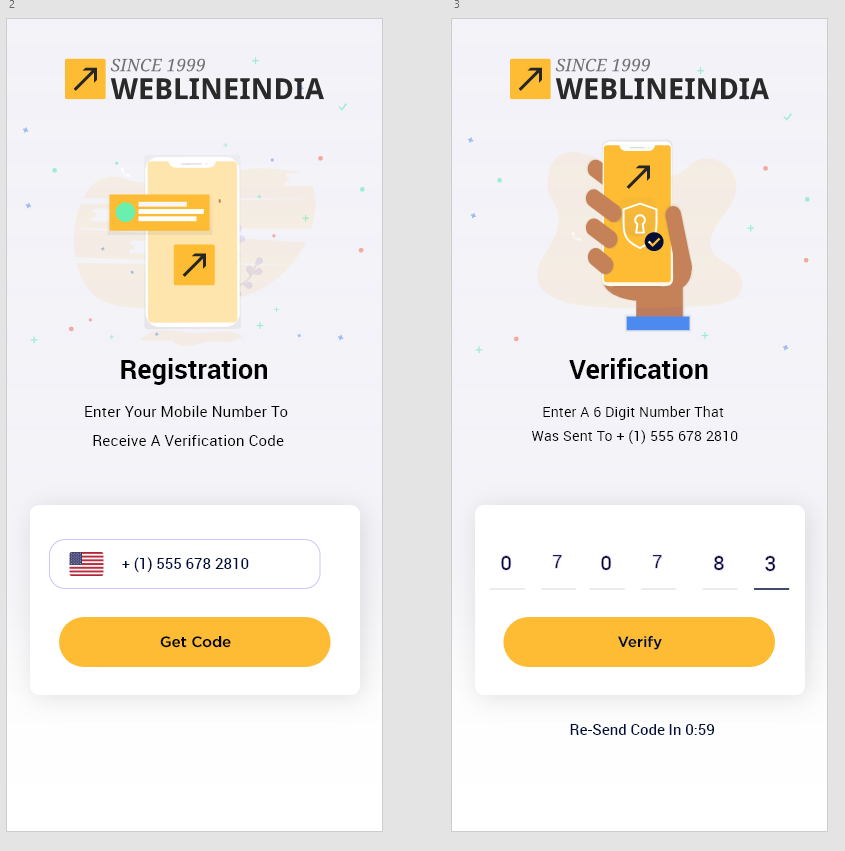 2
SINCE 1999
WEBLINEINDIA
Registration
Enter Your Mobile Number To
Receive A Verification Code
+ (1) 555 678 2810
Get Code
3
SINCE 1999
WEBLINEINDIA
Verification
Enter A 6 Digit Number That
Was Sent To + (1) 555 678 2810
0 7 0 7 8 3
Verify
Re-Send Code In 0:59